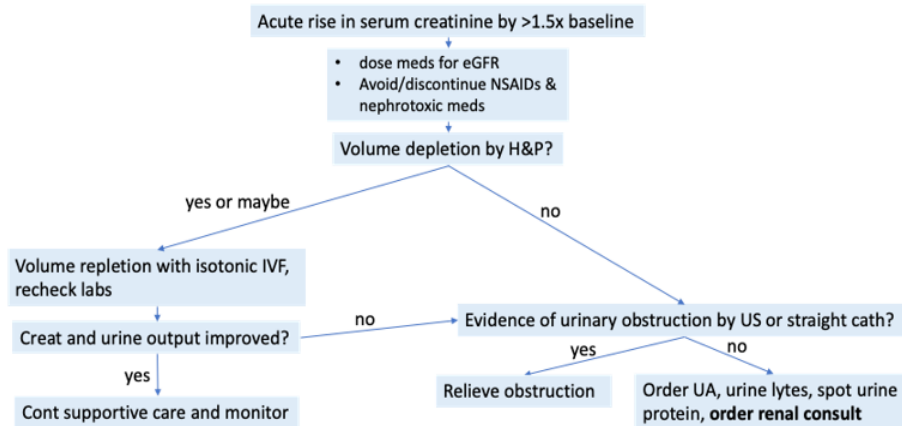 Acute rise in serum creatinine by >1.5x baseline
• dose meds for eGFR
• Avoid/discontinue NSAIDs &
nephrotoxic meds
Volume depletion by H&P?
yes or maybe
no
Volume repletion with isotonic IVF,
recheck labs
Creat and urine output improved?
no
Evidence of urinary obstruction by US or straight cath?
yes
Cont supportive care and monitor
yes
no
Relieve obstruction
Order UA, urine lytes, spot urine
protein, order renal consult